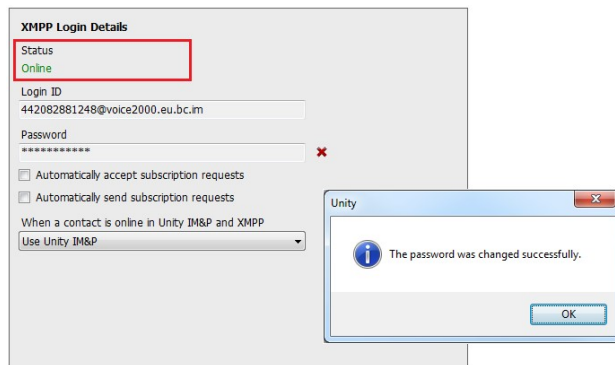 XMPP Login Details
Status
Online
Login ID
442082881248@voice2000.eu.bc.im
Password
***********
Automatically accept subscription requests
Automatically send subscription requests
When a contact is online in Unity IM&P and XMPP
Use Unity IM&P
Unity
The password was changed successfully.
OK